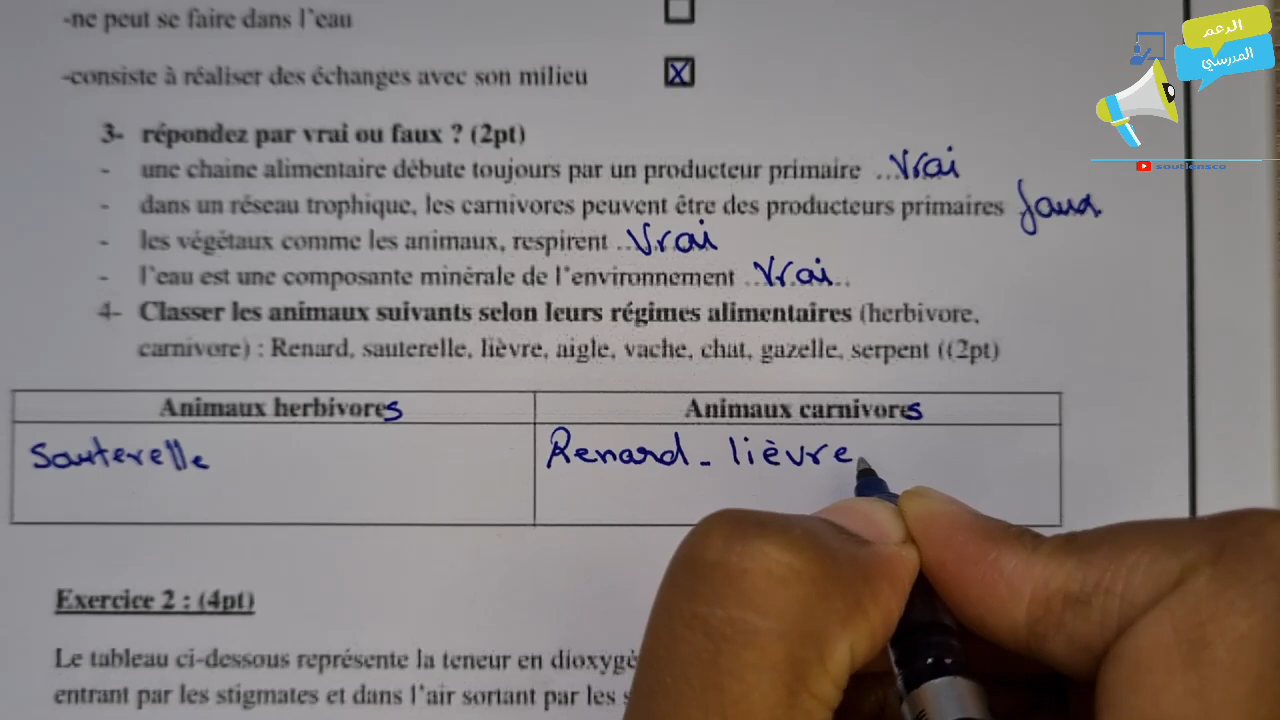 -ne peut se faire dans l'eau
-consiste à réaliser des échanges avec son milieu X
3- répondez par vrai ou faux ? (2pt)
- une chaine alimentaire débute toujours par un producteur primaire ...Vrai
- dans un réseau trophique, les carnivores peuvent être des producteurs primaires faux
- les végétaux comme les animaux, respirent ...Vrai
- l'eau est une composante minérale de l'environnement ...Vrai...
4- Classer les animaux suivants selon leurs régimes alimentaires (herbivore,
carnivore) : Renard, sauterelle, lièvre, aigle, vache, chat, gazelle, serpent ((2pt)
Animaux herbivores
Animaux carnivores
Sauterelle
Renard - lièvre
Exercice 2 : (4pt)
Le tableau ci-dessous représente la teneur en dioxygè
entrant par les stigmates et dans l'air sortant par les s
الدعم
المدرسي
soutiensco